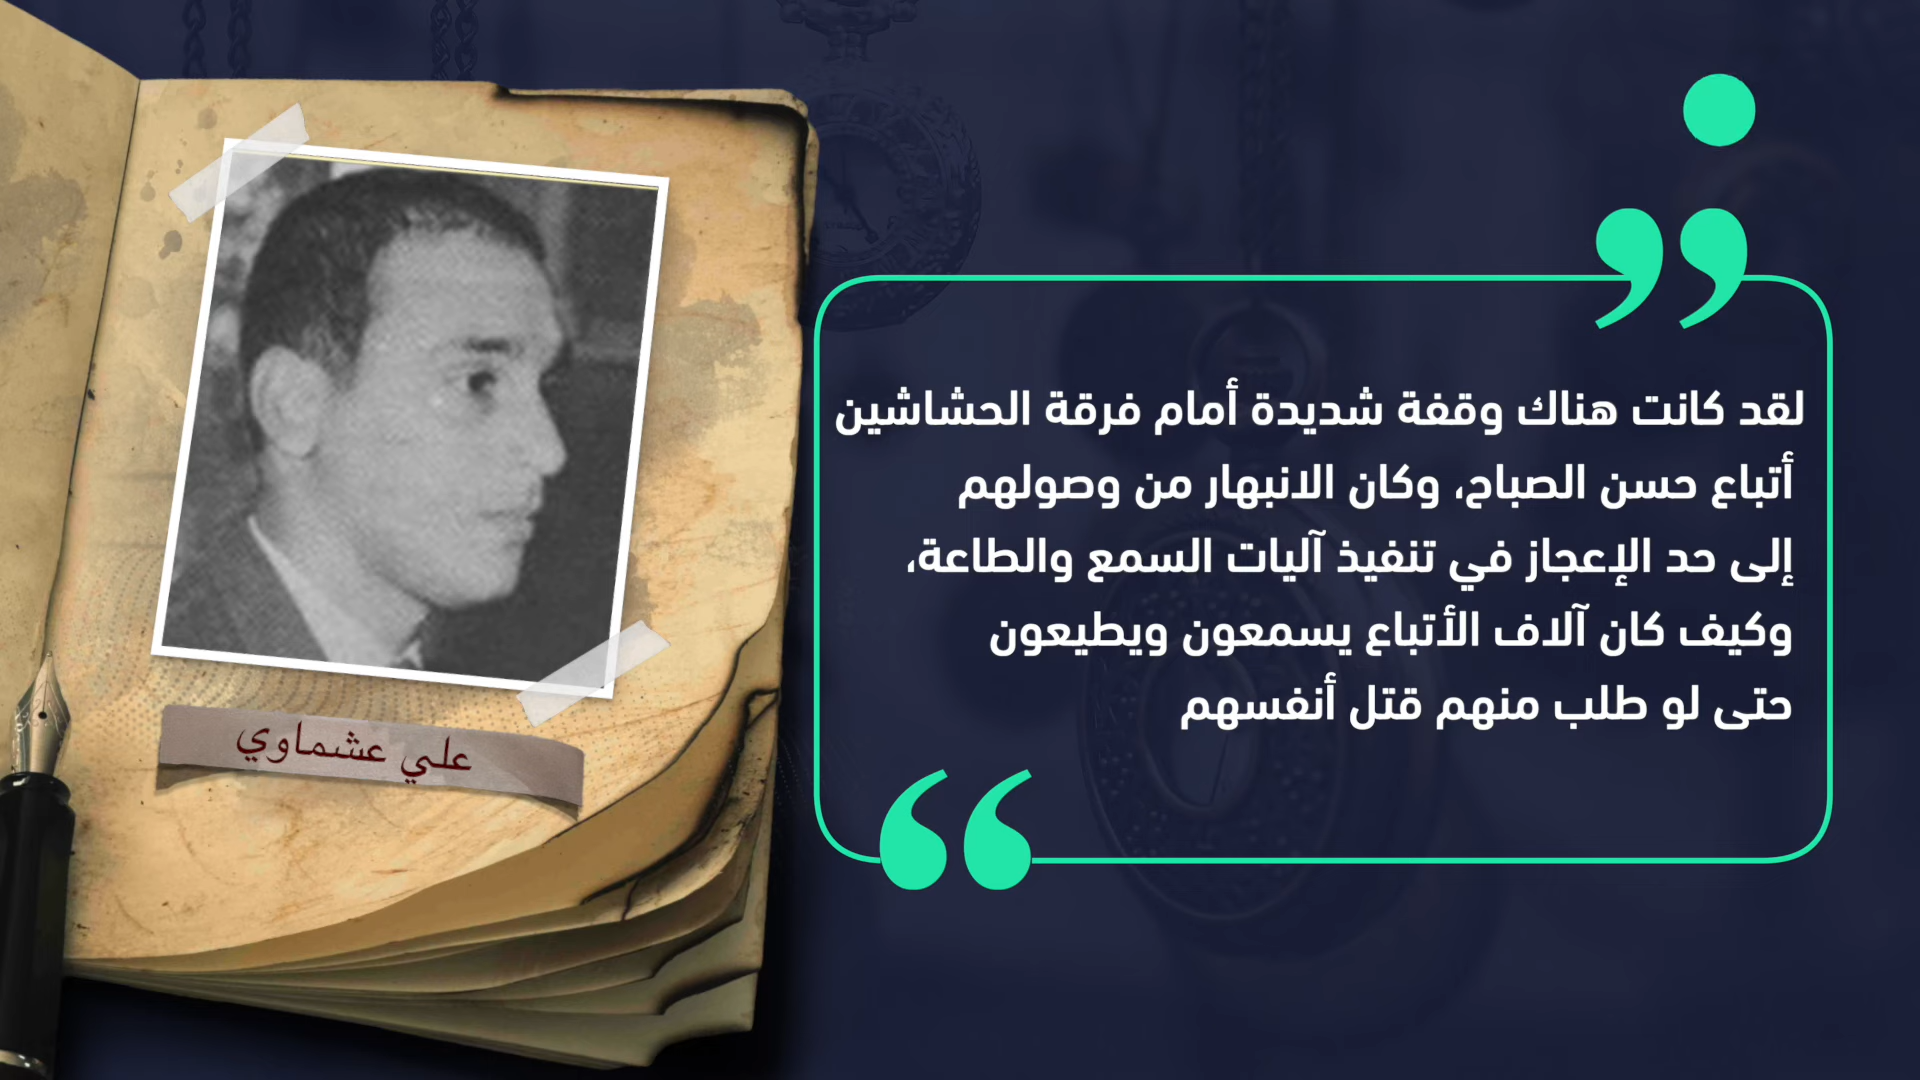 لقد كانت هناك وقفة شديدة أمام فرقة الحشاشين
أتباع حسن الصباح، وكان الانبهار من وصولهم
إلى حد الإعجاز في تنفيذ آليات السمع والطاعة،
وكيف كان آلاف الأتباع يسمعون ويطيعون
حتى لو طلب منهم قتل أنفسهم
علي عشماوي